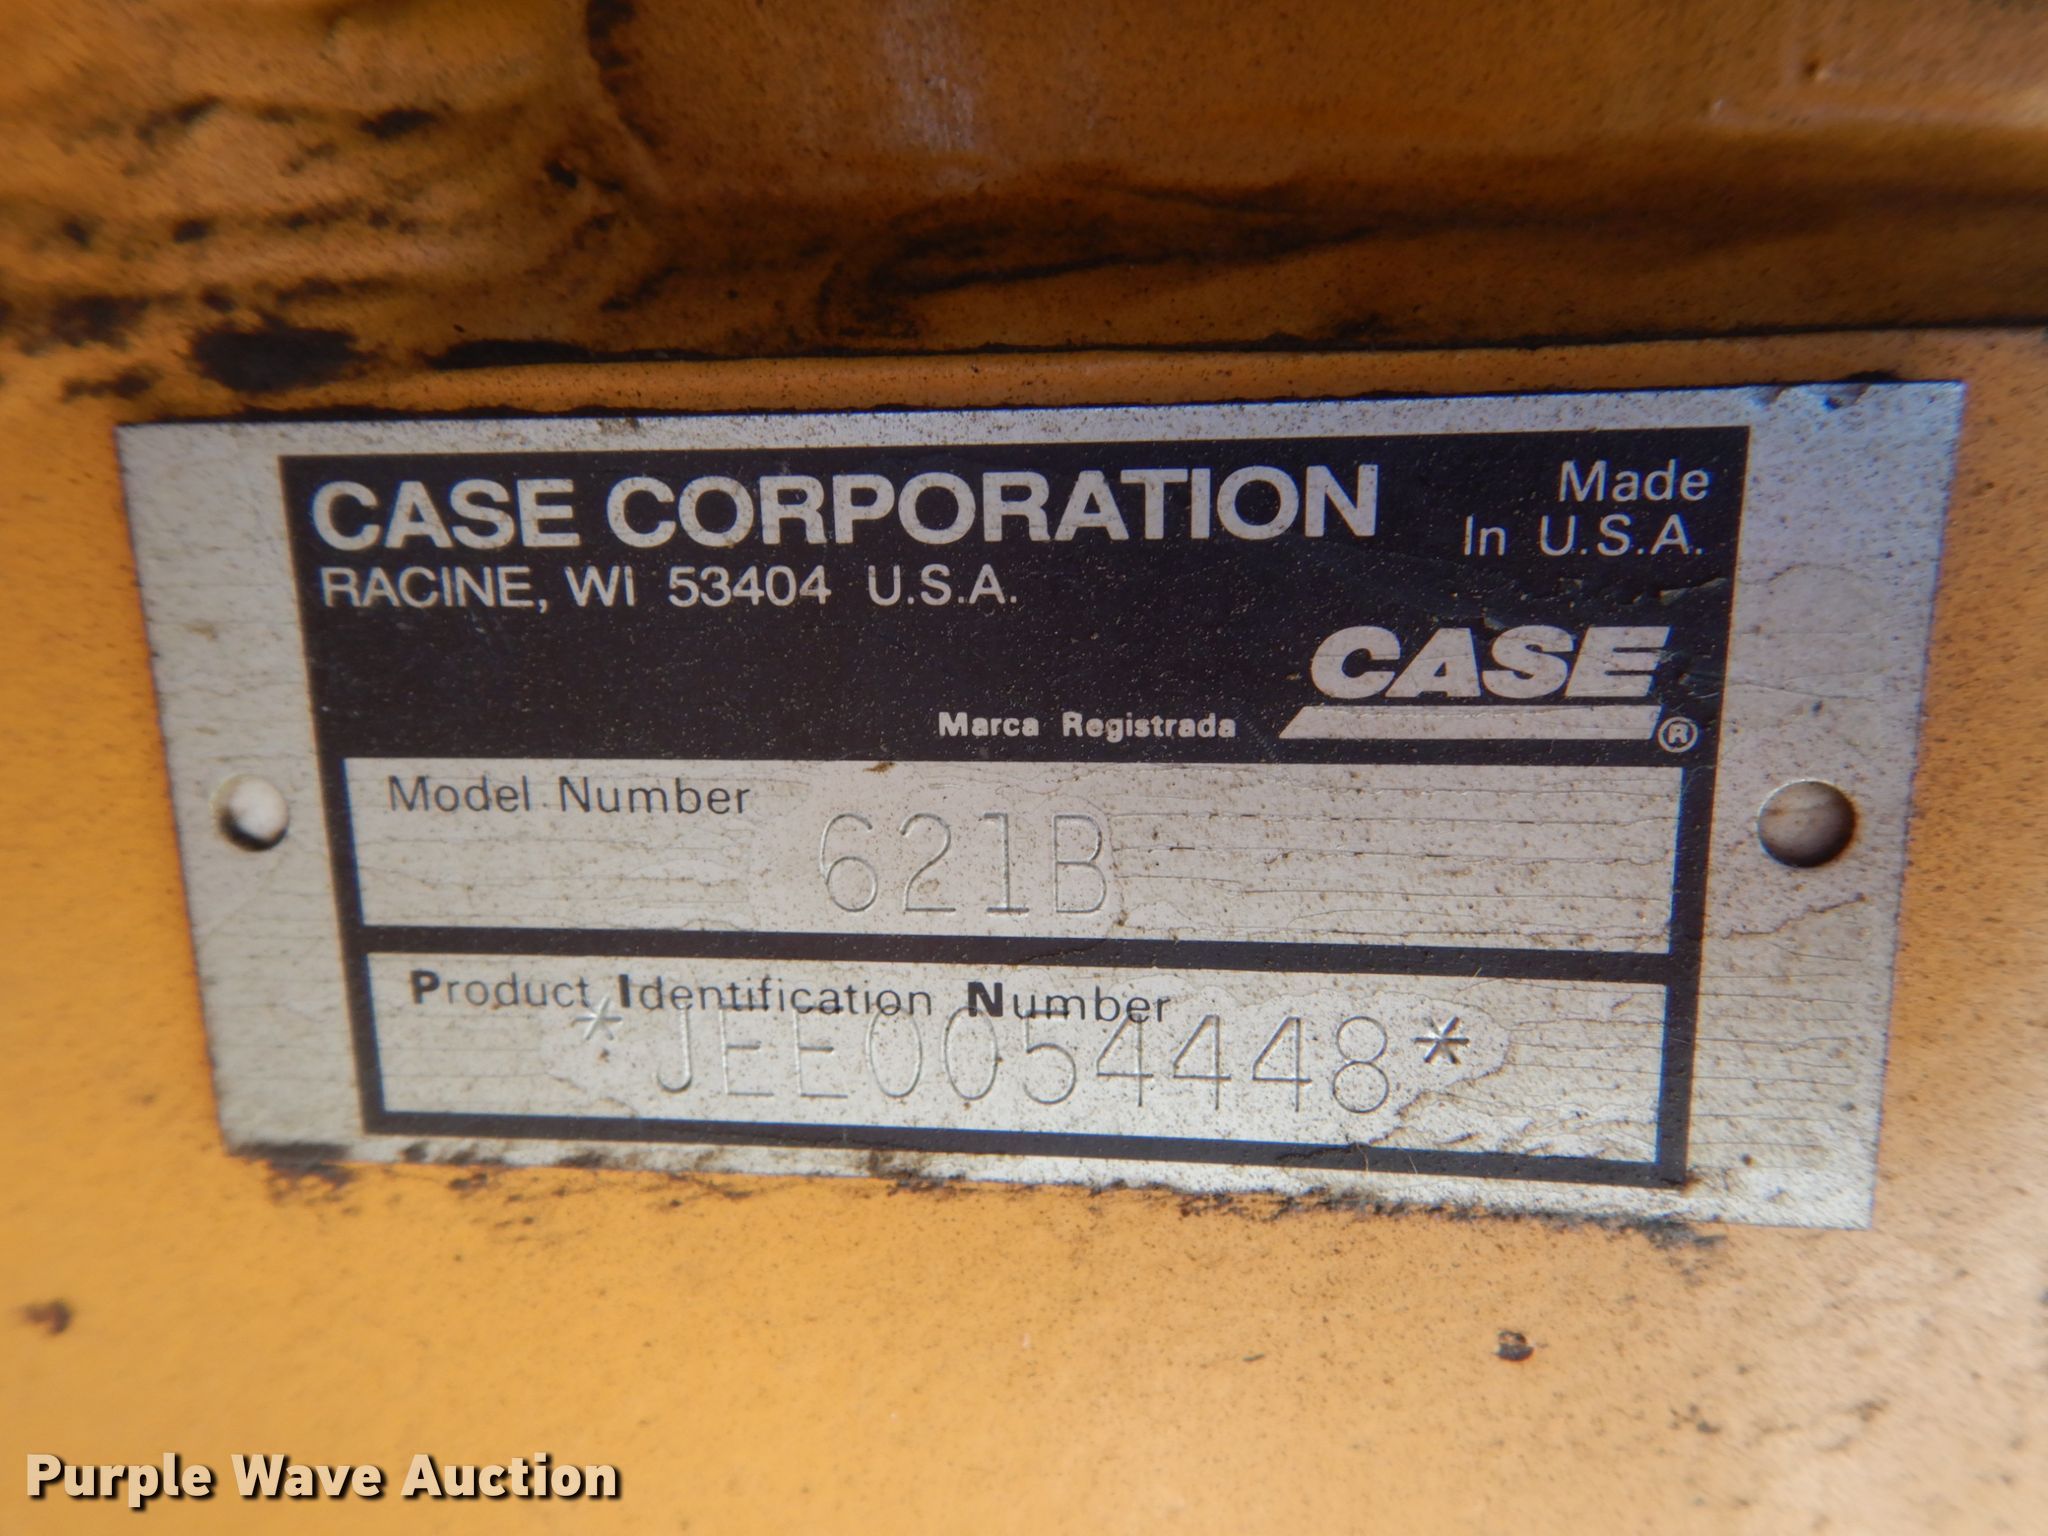 CASE CORPORATION
RACINE, WI 53404 U.S.A.
Made
In U.S.A.
CASE
Marca Registrada ®
Model Number
621B
Product Identification Number
*JEE0054448*
Purple Wave Auction